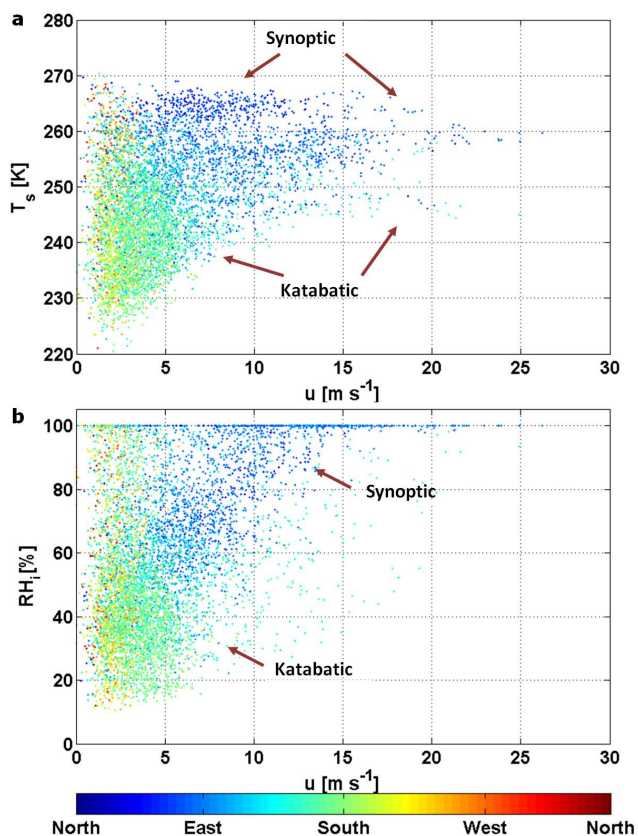 a
280
270
260
250
240
230
220
T_s [K]
Synoptic
Katabatic
0 5 10 15 20 25 30
u [m s⁻¹]
b
100
80
60
40
20
0
RH_i [%]
Synoptic
Katabatic
0 5 10 15 20 25 30
u [m s⁻¹]
North East South West North